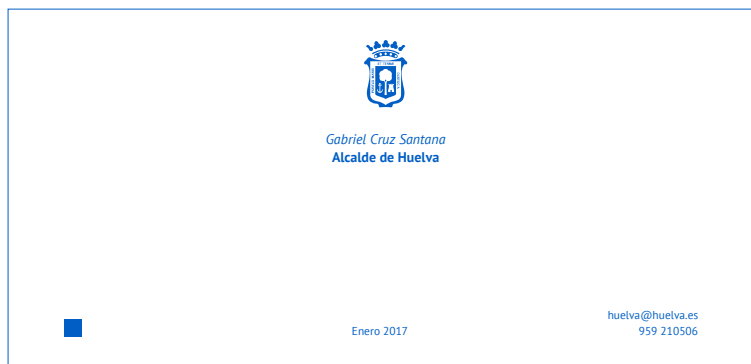 Gabriel Cruz Santana
Alcalde de Huelva
Enero 2017
huelva@huelva.es
959 210506